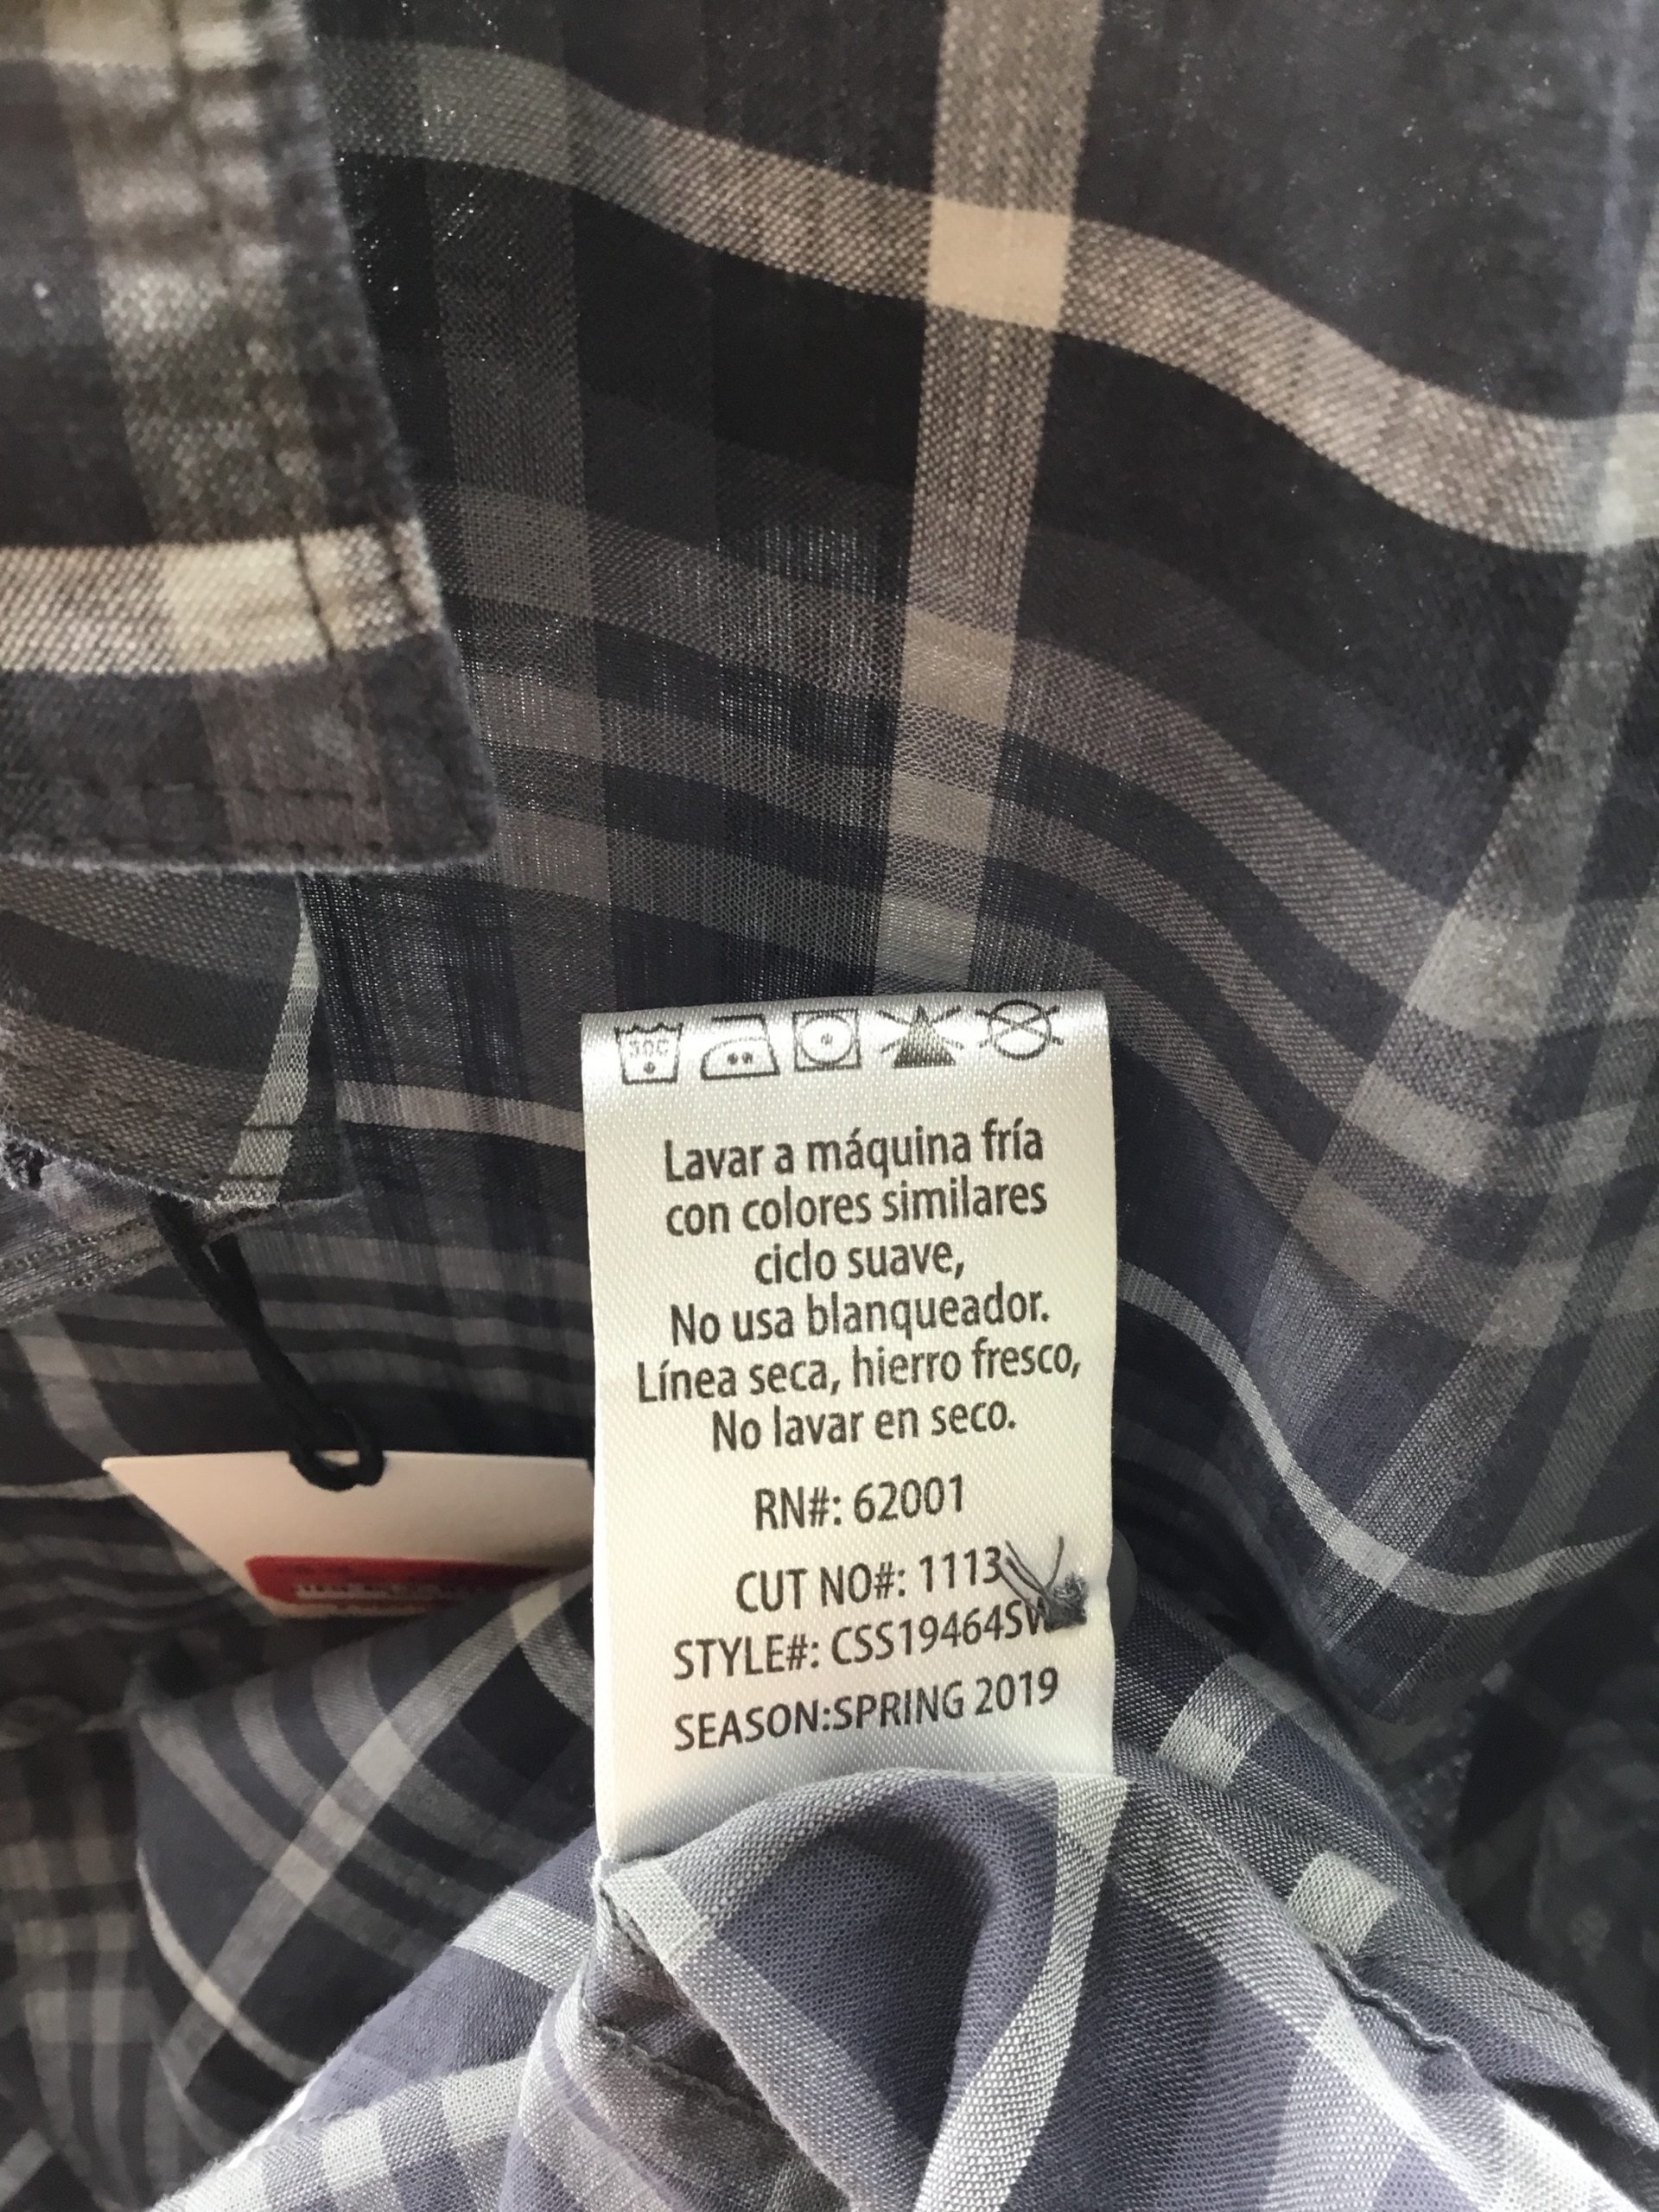 30C
Lavar a máquina fría
con colores similares
ciclo suave,
No usa blanqueador.
Línea seca, hierro fresco,
No lavar en seco.
RN#: 62001
CUT NO#: 1113
STYLE#: CSS19464SW
SEASON:SPRING 2019